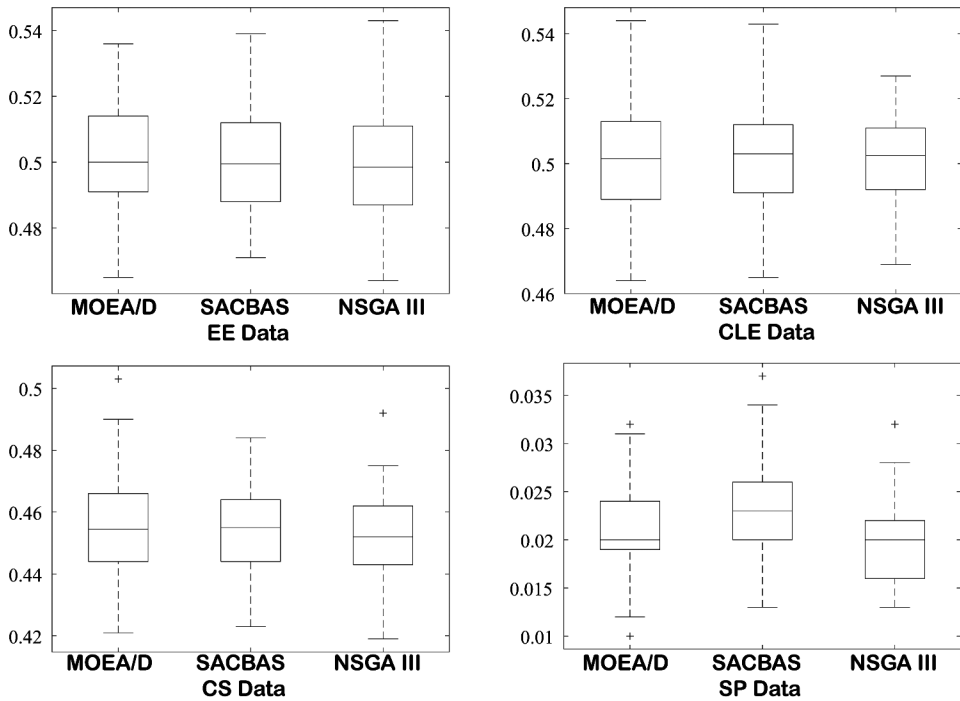 0.54
0.52
0.5
0.48
MOEA/D SACBAS NSGA III
EE Data
0.54
0.52
0.5
0.48
0.46
MOEA/D SACBAS NSGA III
CLE Data
0.5
0.48
0.46
0.44
0.42
MOEA/D SACBAS NSGA III
CS Data
0.035
0.03
0.025
0.02
0.015
0.01
MOEA/D SACBAS NSGA III
SP Data